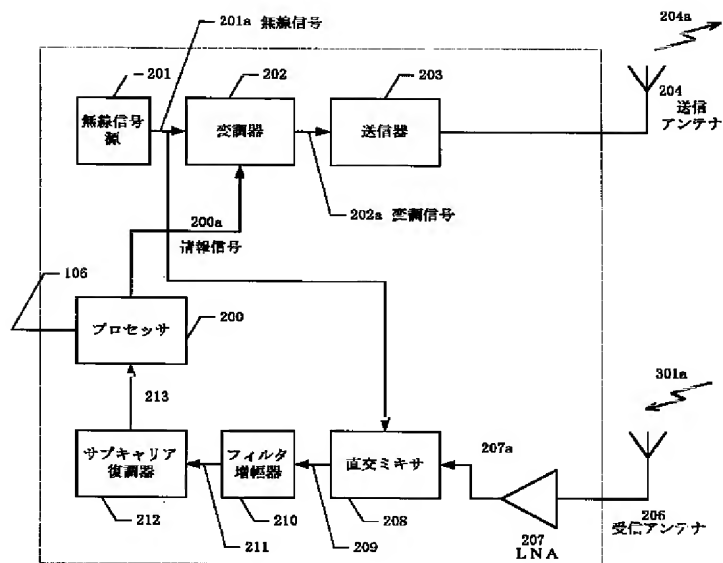 201a 無線信号
204a
201
202
203
無線信号
源
変調器
送信器
204
送信
アンテナ
200a
情報信号
202a 変調信号
106
プロセッサ
200
213
301a
207a
サブキャリア
復調器
フィルタ
増幅器
直交ミキサ
212
211
210
209
208
207
LNA
206
受信アンテナ